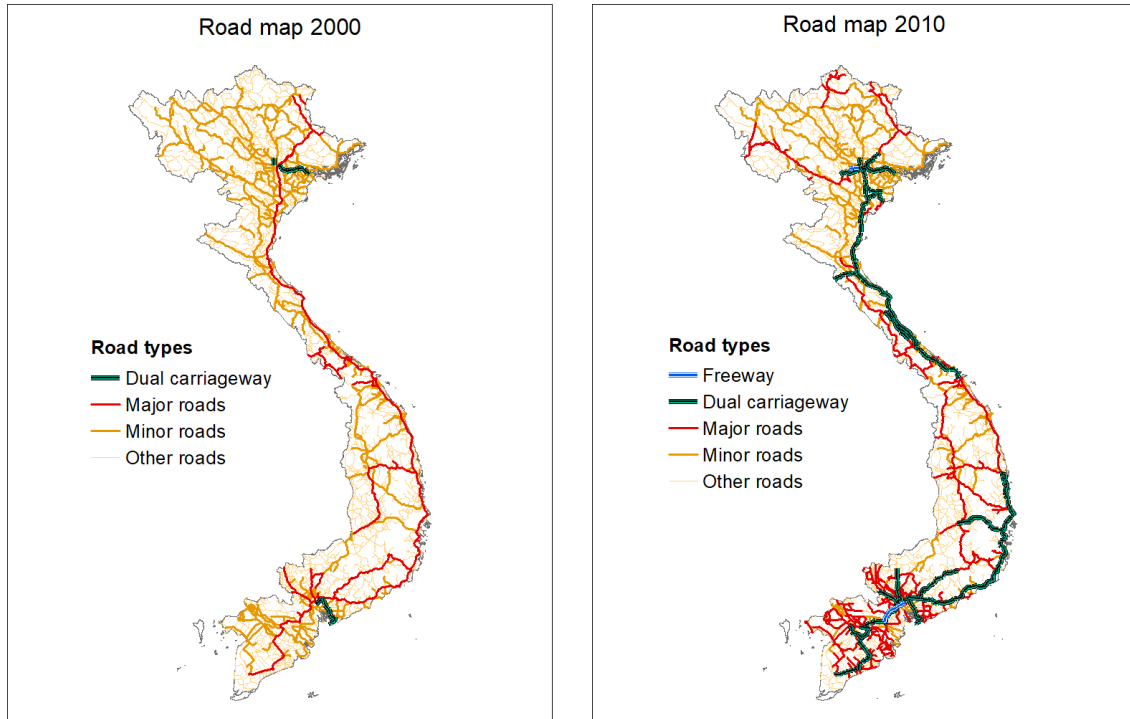 Road map 2000
Road types
Dual carriageway
Major roads
Minor roads
Other roads
Road map 2010
Road types
Freeway
Dual carriageway
Major roads
Minor roads
Other roads